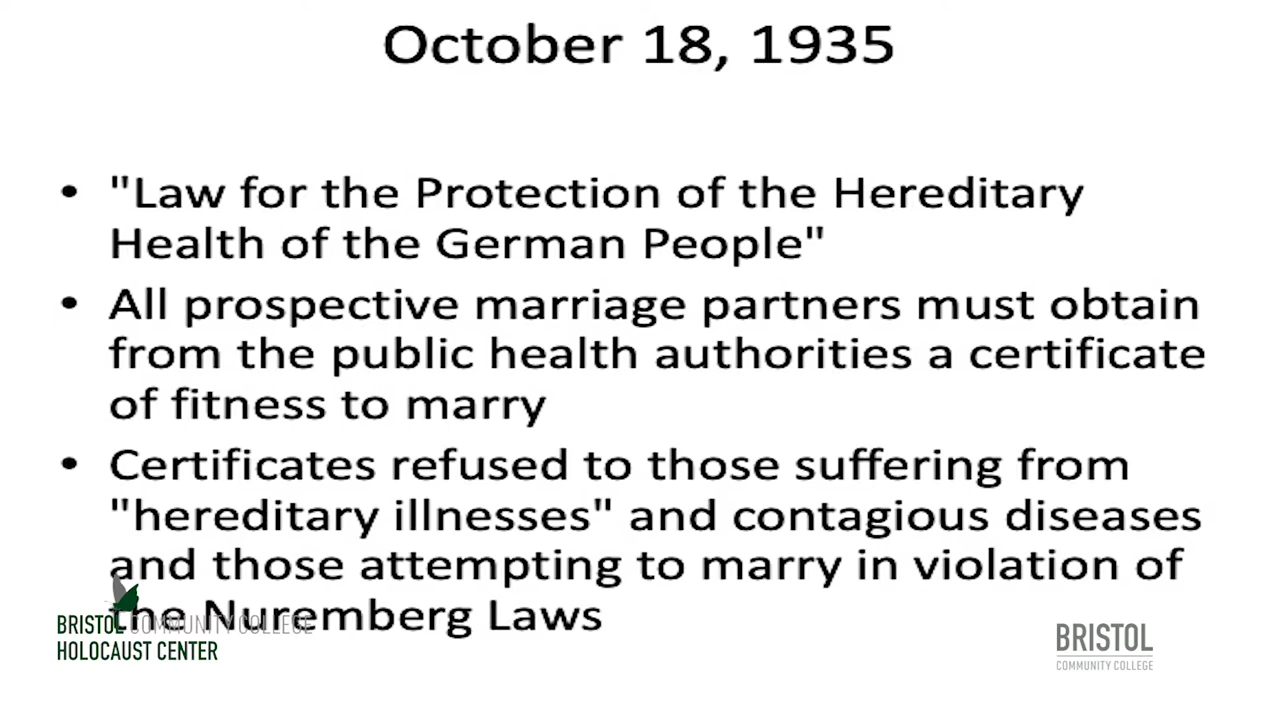 October 18, 1935
• "Law for the Protection of the Hereditary
Health of the German People"
• All prospective marriage partners must obtain
from the public health authorities a certificate
of fitness to marry
• Certificates refused to those suffering from
"hereditary illnesses" and contagious diseases
and those attempting to marry in violation of
the Nuremberg Laws
BRISTOL COMMUNITY COLLEGE
HOLOCAUST CENTER
BRISTOL
COMMUNITY COLLEGE